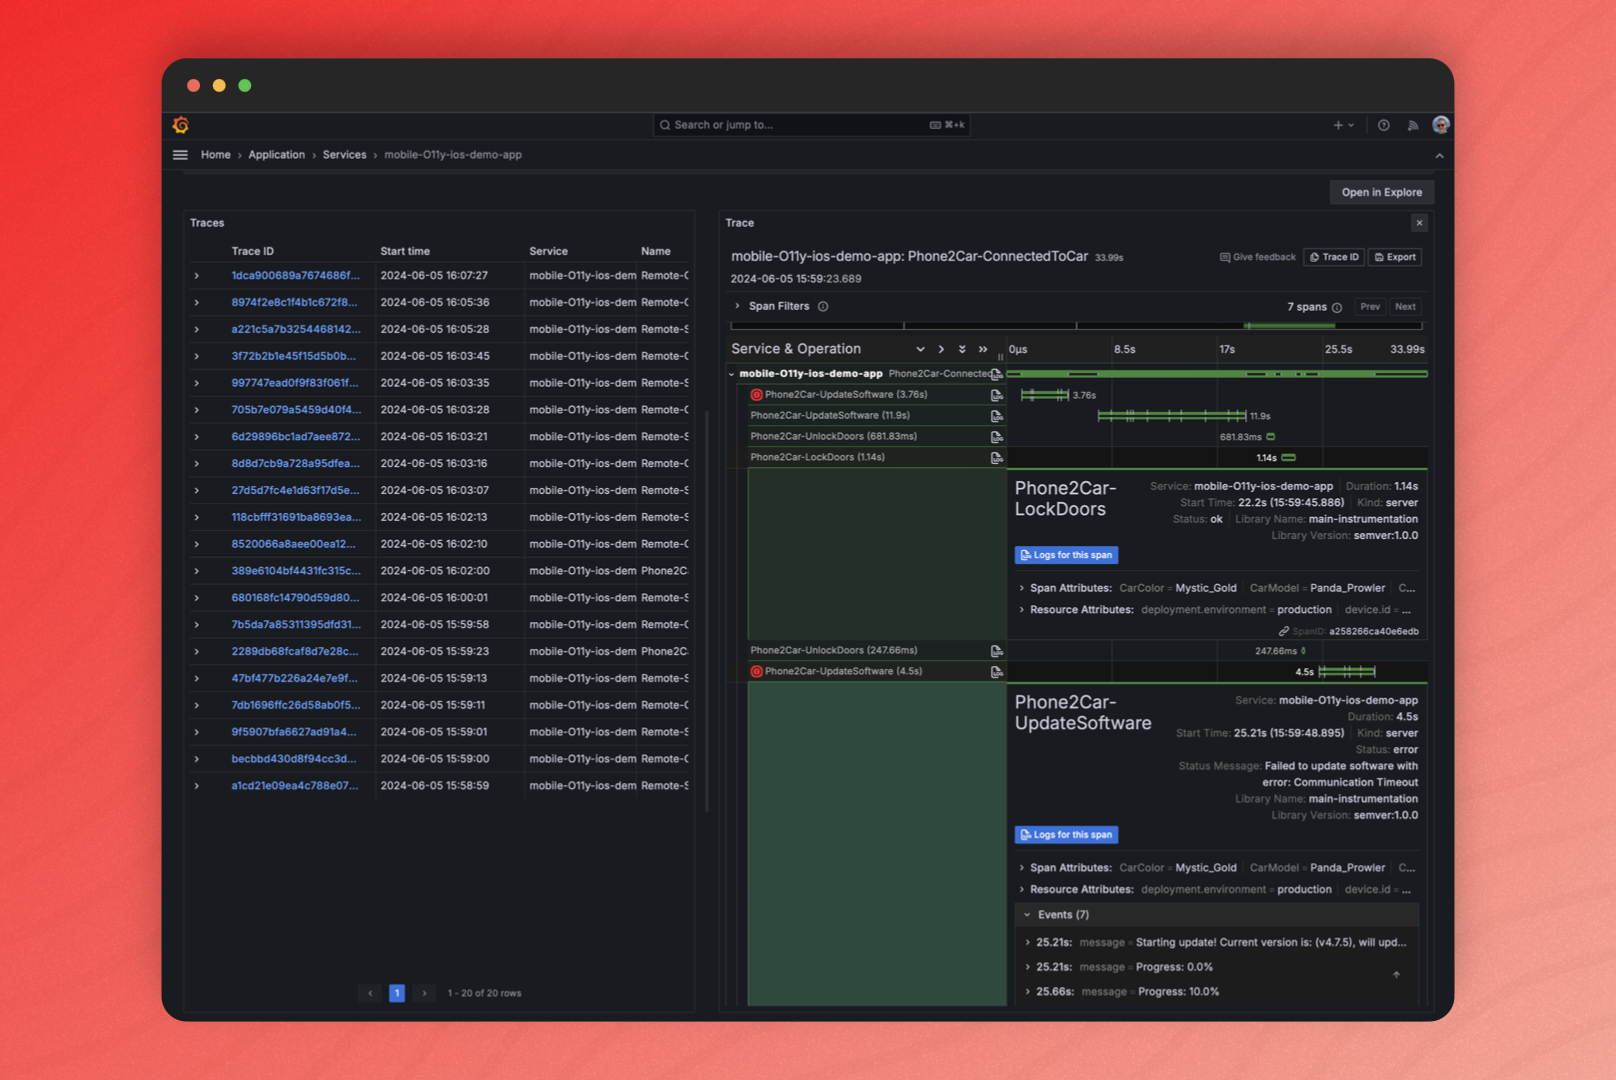 Search or jump to...
⌘+k
Home › Application › Services › mobile-O11y-ios-demo-app
Open in Explore
Traces
Trace ID Start time Service Name
1dca900689a7674686f... 2024-06-05 16:07:27 mobile-O11y-ios-dem Remote-
8974f2e8c1f4b1c672f8... 2024-06-05 16:05:36 mobile-O11y-ios-dem Remote-
a221c5a7b3254468142... 2024-06-05 16:05:28 mobile-O11y-ios-dem Remote-S
3f72b2b1e45f15d5b0b... 2024-06-05 16:03:45 mobile-O11y-ios-dem Remote-
997747ead0f9f83f061f... 2024-06-05 16:03:35 mobile-O11y-ios-dem Remote-
705b7e079a5459d40f4... 2024-06-05 16:03:28 mobile-O11y-ios-dem Remote-
6d29896bc1ad7aee872... 2024-06-05 16:03:21 mobile-O11y-ios-dem Remote-S
8d8d7cb9a728a95dfea... 2024-06-05 16:03:16 mobile-O11y-ios-dem Remote-
27d5d7fc4e1d63f17d5e... 2024-06-05 16:03:07 mobile-O11y-ios-dem Remote-S
118cbfff31691ba8693ea... 2024-06-05 16:02:13 mobile-O11y-ios-dem Remote-
8520066a8aee00ea12... 2024-06-05 16:02:10 mobile-O11y-ios-dem Remote-
389e6104bf4431fc315c... 2024-06-05 16:02:00 mobile-O11y-ios-dem Phone2C
680168fc14790d59d80... 2024-06-05 16:00:01 mobile-O11y-ios-dem Remote-
7b5da7a85311395dfd31... 2024-06-05 15:59:58 mobile-O11y-ios-dem Remote-
2289db68fcaf8d7e28c... 2024-06-05 15:59:23 mobile-O11y-ios-dem Phone2C
47bf477b226a24e7e9f... 2024-06-05 15:59:13 mobile-O11y-ios-dem Remote-S
7db1696ffc26d58ab0f5... 2024-06-05 15:59:11 mobile-O11y-ios-dem Remote-
9f5907bfa6627ad91a4... 2024-06-05 15:59:01 mobile-O11y-ios-dem Remote-S
becbbd430d8f94cc3d... 2024-06-05 15:59:00 mobile-O11y-ios-dem Remote-
a1cd21e09ea4c788e07... 2024-06-05 15:58:59 mobile-O11y-ios-dem Remote-S
1
1 - 20 of 20 rows
Trace
mobile-O11y-ios-demo-app: Phone2Car-ConnectedToCar 33.99s
Give feedback Trace ID Export
2024-06-05 15:59:23.689
Span Filters
7 spans Prev Next
Service & Operation 0μs 8.5s 17s 25.5s 33.99s
mobile-O11y-ios-demo-app Phone2Car-Connected
Phone2Car-UpdateSoftware (3.76s) 3.76s
Phone2Car-UpdateSoftware (11.9s) 11.9s
Phone2Car-UnlockDoors (681.83ms) 681.83ms
Phone2Car-LockDoors (1.14s) 1.14s
Phone2Car-
LockDoors
Service: mobile-O11y-ios-demo-app Duration: 1.14s
Start Time: 22.2s (15:59:45.886) Kind: server
Status: ok Library Name: main-instrumentation
Library Version: semver:1.0.0
Logs for this span
Span Attributes: CarColor = Mystic_Gold CarModel = Panda_Prowler C...
Resource Attributes: deployment.environment = production device.id = ...
SpanID: a258266ca40e6edb
Phone2Car-UnlockDoors (247.66ms) 247.66ms
Phone2Car-UpdateSoftware (4.5s) 4.5s
Phone2Car-
UpdateSoftware
Service: mobile-O11y-ios-demo-app
Duration: 4.5s
Start Time: 25.21s (15:59:48.895) Kind: server
Status: error
Status Message: Failed to update software with
error: Communication Timeout
Library Name: main-instrumentation
Library Version: semver:1.0.0
Logs for this span
Span Attributes: CarColor = Mystic_Gold CarModel = Panda_Prowler C...
Resource Attributes: deployment.environment = production device.id = ...
Events (7)
25.21s: message = Starting update! Current version is: (v4.7.5), will upd...
25.21s: message = Progress: 0.0%
25.66s: message = Progress: 10.0%